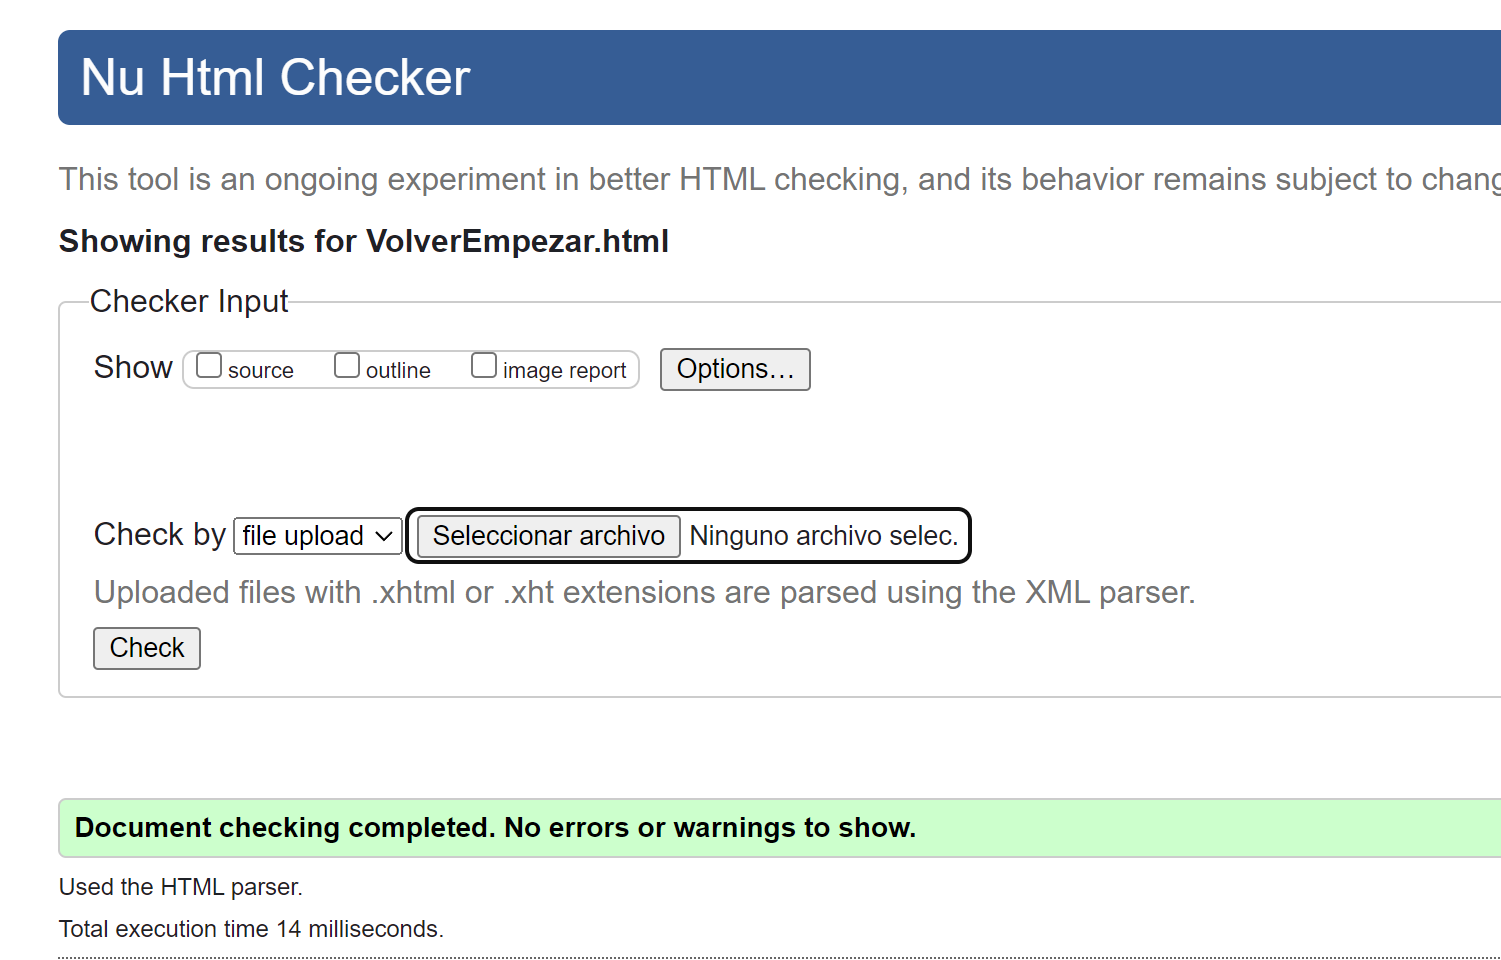 Nu Html Checker
This tool is an ongoing experiment in better HTML checking, and its behavior remains subject to chang
Showing results for VolverEmpezar.html
Checker Input
Show source outline image report Options…
Check by file upload Seleccionar archivo Ninguno archivo selec.
Uploaded files with .xhtml or .xht extensions are parsed using the XML parser.
Check
Document checking completed. No errors or warnings to show.
Used the HTML parser.
Total execution time 14 milliseconds.